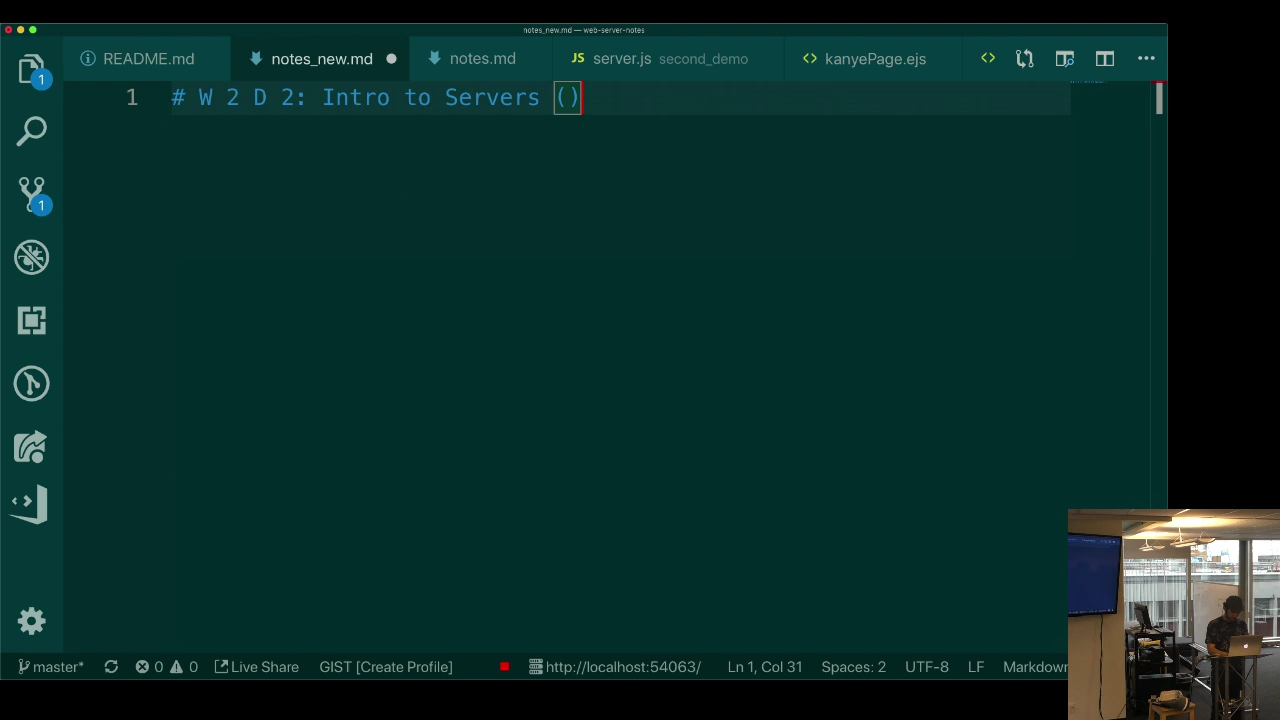 notes_new.md — web-server-notes
README.md
notes_new.md
notes.md
JS server.js second_demo
kanyePage.ejs
1
1
1 # W 2 D 2: Intro to Servers ()
master* 0 0 Live Share GIST [Create Profile] http://localhost:54063/ Ln 1, Col 31 Spaces: 2 UTF-8 LF Markdown